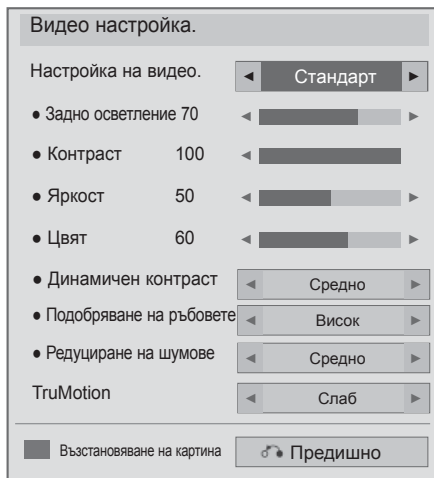 Видео настройка.
Настройка на видео. ◄ Стандарт ►
● Задно осветление 70 ◄ ►
● Контраст 100 ◄
● Яркост 50 ◄ ►
● Цвят 60 ◄ ►
● Динамичен контраст ◄ Средно ►
● Подобряване на ръбовете ◄ Висок ►
● Редуциране на шумове ◄ Средно ►
TruMotion ◄ Слаб ►
Възстановяване на картина Предишно